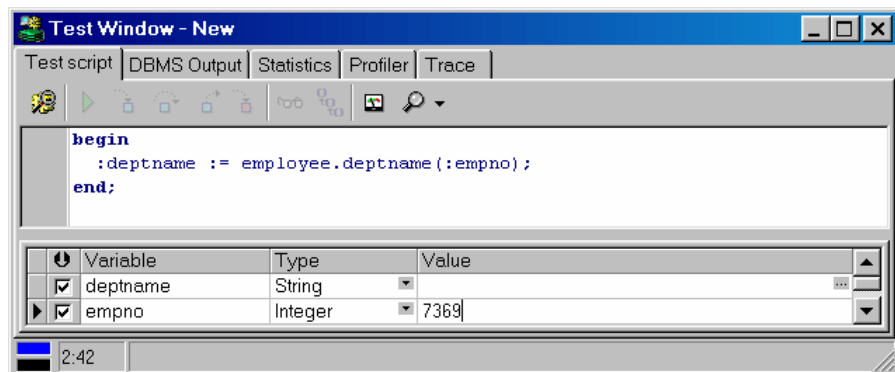 Test Window - New
Test script DBMS Output Statistics Profiler Trace
begin
:deptname := employee.deptname(:empno);
end;
Variable Type Value
deptname String ...
empno Integer 7369
2:42